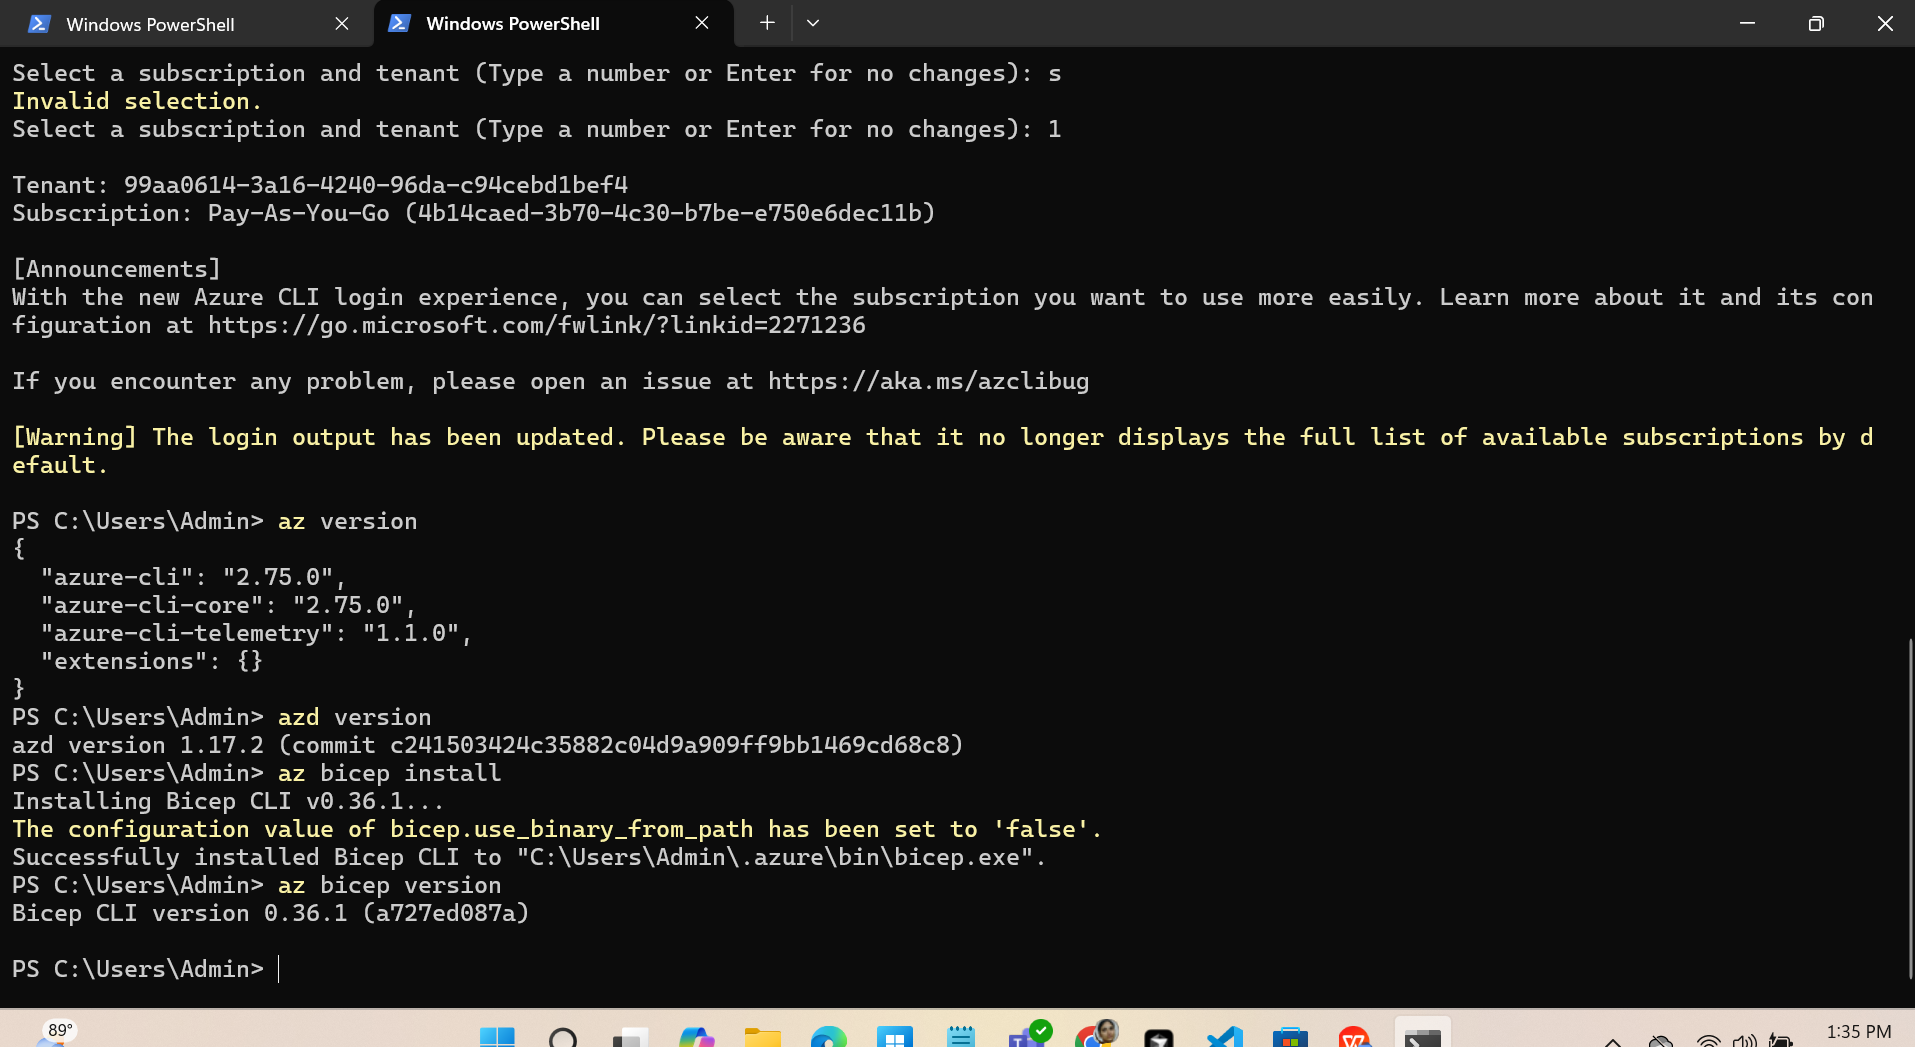 Windows PowerShell
Windows PowerShell
Select a subscription and tenant (Type a number or Enter for no changes): s
Invalid selection.
Select a subscription and tenant (Type a number or Enter for no changes): 1
Tenant: 99aa0614-3a16-4240-96da-c94cebd1bef4
Subscription: Pay-As-You-Go (4b14caed-3b70-4c30-b7be-e750e6dec11b)
[Announcements]
With the new Azure CLI login experience, you can select the subscription you want to use more easily. Learn more about it and its con
figuration at https://go.microsoft.com/fwlink/?linkid=2271236
If you encounter any problem, please open an issue at https://aka.ms/azclibug
[Warning] The login output has been updated. Please be aware that it no longer displays the full list of available subscriptions by d
efault.
PS C:\Users\Admin> az version
{
  "azure-cli": "2.75.0",
  "azure-cli-core": "2.75.0",
  "azure-cli-telemetry": "1.1.0",
  "extensions": {}
}
PS C:\Users\Admin> azd version
azd version 1.17.2 (commit c241503424c35882c04d9a909ff9bb1469cd68c8)
PS C:\Users\Admin> az bicep install
Installing Bicep CLI v0.36.1...
The configuration value of bicep.use_binary_from_path has been set to 'false'.
Successfully installed Bicep CLI to "C:\Users\Admin\.azure\bin\bicep.exe".
PS C:\Users\Admin> az bicep version
Bicep CLI version 0.36.1 (a727ed087a)
PS C:\Users\Admin>
89°
1:35 PM